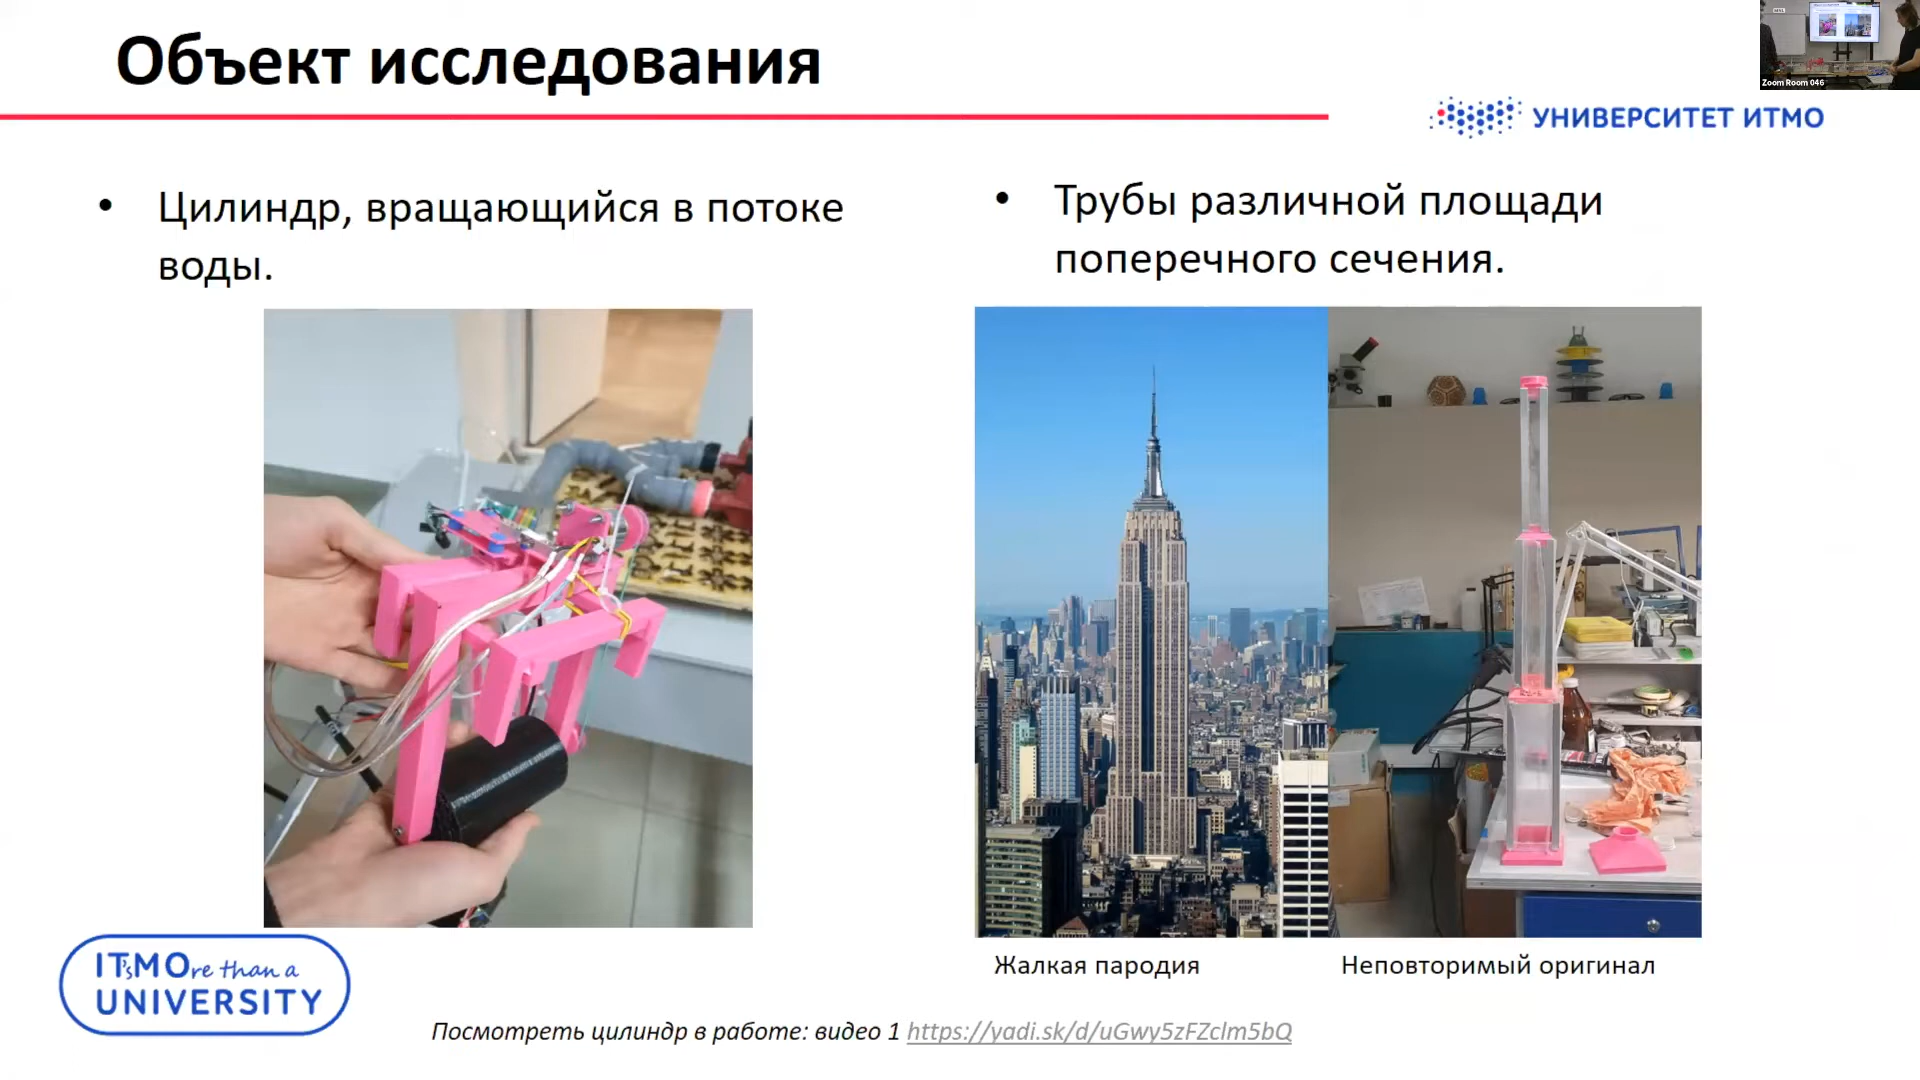 Объект исследования
Zoom Room 046
УНИВЕРСИТЕТ ИТМО
• Цилиндр, вращающийся в потоке
воды.
• Трубы различной площади
поперечного сечения.
Жалкая пародия
Неповторимый оригинал
IT'sMOre than a
UNIVERSITY
Посмотреть цилиндр в работе: видео 1 https://yadi.sk/d/uGwy5zFZclm5bQ